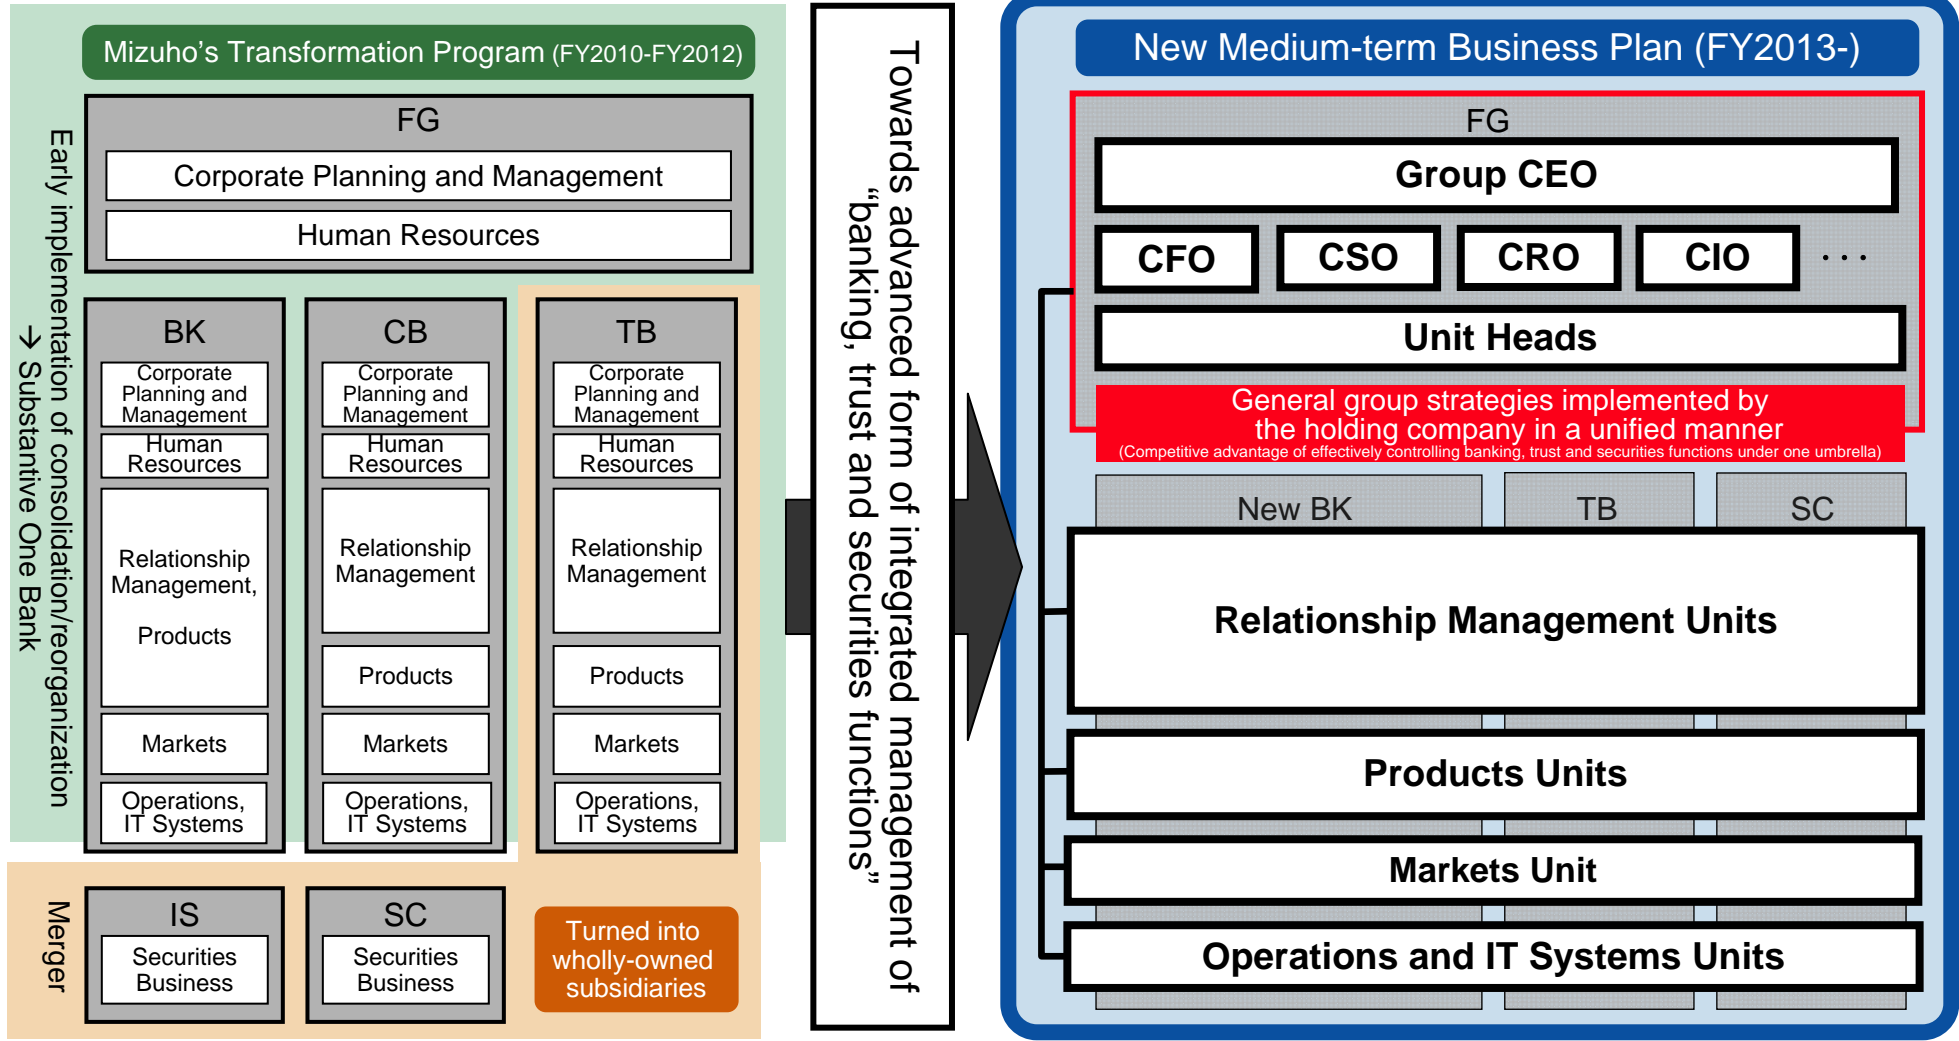 Mizuho's Transformation Program (FY2010-FY2012)
Early implementation of consolidation/reorganization
→ Substantive One Bank
FG
Corporate Planning and Management
Human Resources
BK
Corporate
Planning and
Management
Human
Resources
Relationship
Management,
Products
Markets
Operations,
IT Systems
CB
Corporate
Planning and
Management
Human
Resources
Relationship
Management
Products
Markets
Operations,
IT Systems
TB
Corporate
Planning and
Management
Human
Resources
Relationship
Management
Products
Markets
Operations,
IT Systems
Merger
IS
Securities
Business
SC
Securities
Business
Turned into
wholly-owned
subsidiaries
Towards advanced form of integrated management of
“banking, trust and securities functions”
New Medium-term Business Plan (FY2013-)
FG
Group CEO
CFO
CSO
CRO
CIO
···
Unit Heads
General group strategies implemented by
the holding company in a unified manner
(Competitive advantage of effectively controlling banking, trust and securities functions under one umbrella)
New BK
TB
SC
Relationship Management Units
Products Units
Markets Unit
Operations and IT Systems Units